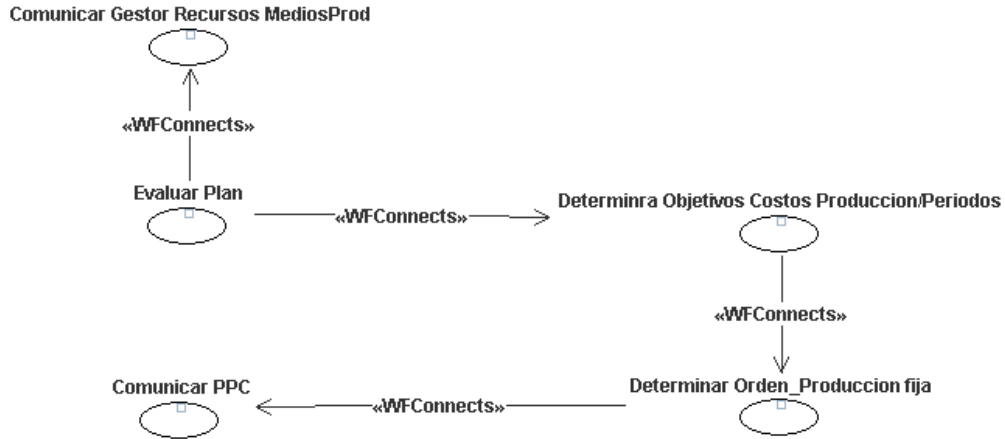 Comunicar Gestor Recursos MediosProd
«WFConnects»
Evaluar Plan
«WFConnects»
Determinra Objetivos Costos Produccion/Periodos
«WFConnects»
Determinar Orden_Produccion fija
«WFConnects»
Comunicar PPC